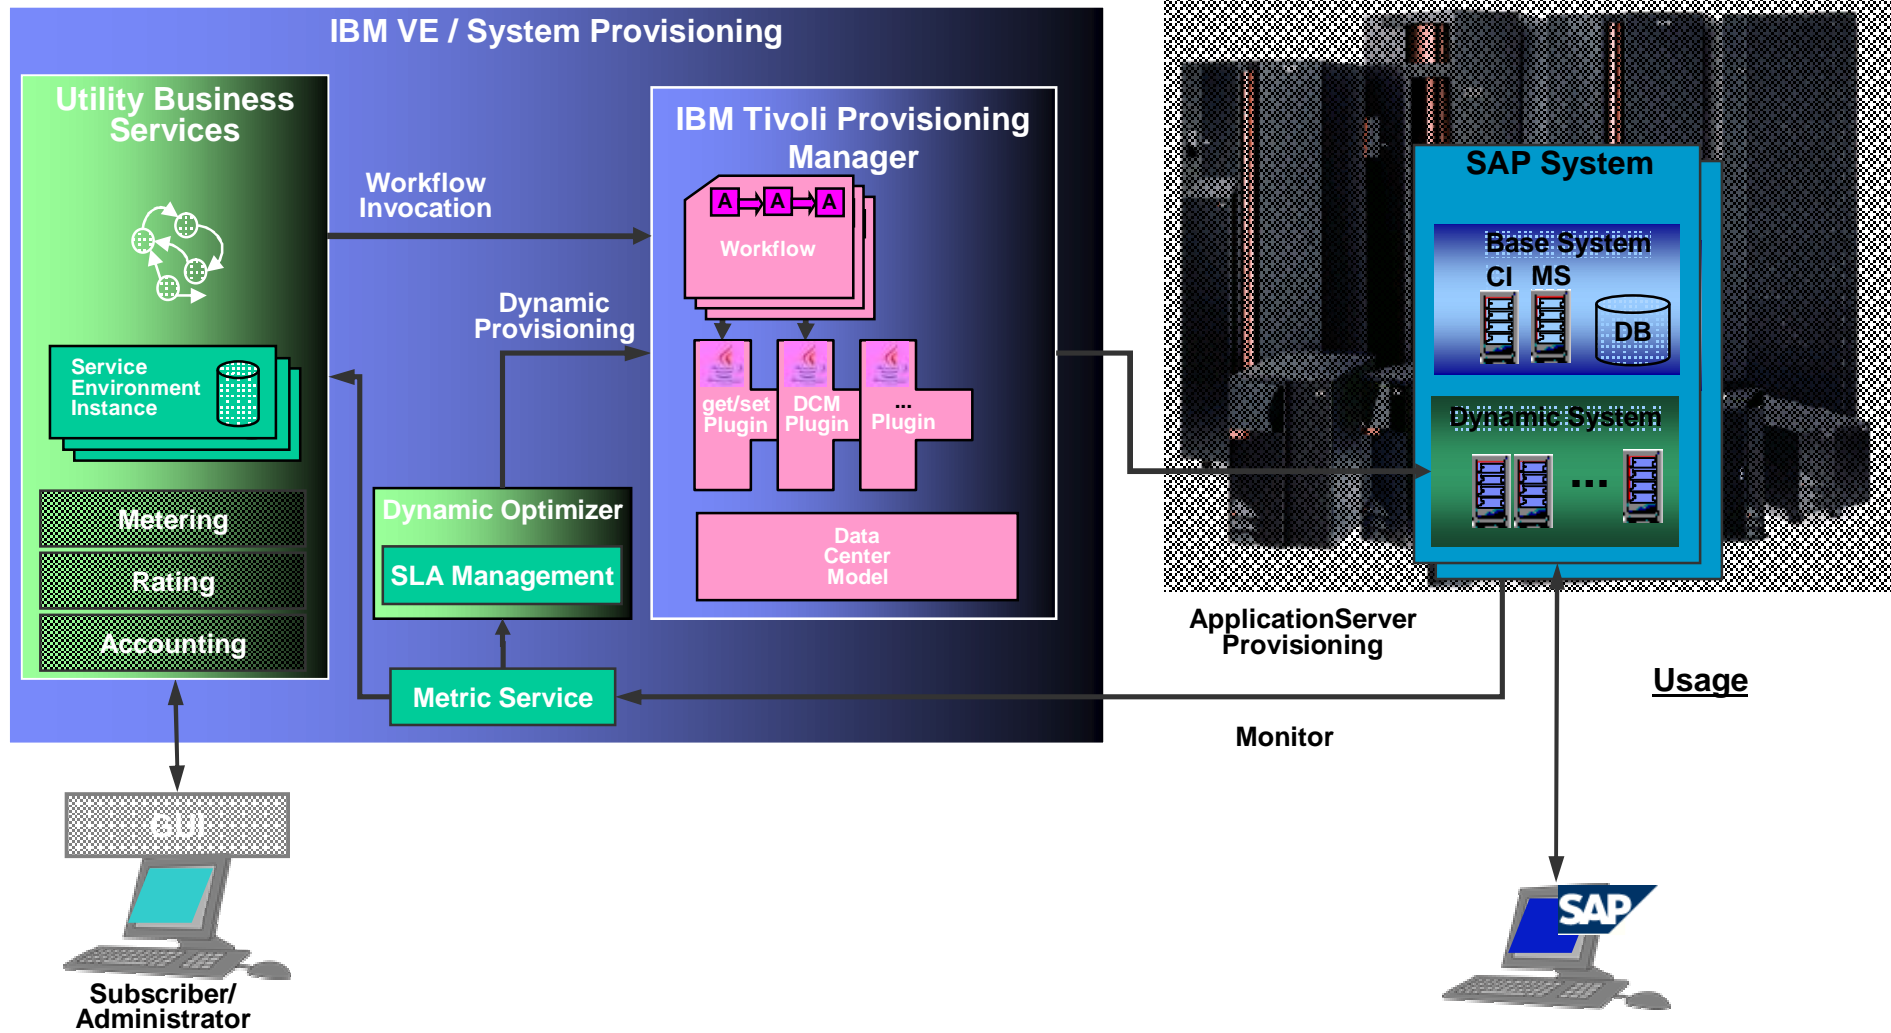 IBM VE / System Provisioning
Utility Business
Services
Service
Environment
Instance
Metering
Rating
Accounting
Workflow
Invocation
Dynamic
Provisioning
Dynamic Optimizer
SLA Management
Metric Service
IBM Tivoli Provisioning
Manager
A A A
Workflow
get/set
Plugin
DCM
Plugin
...
Plugin
Data
Center
Model
SAP System
Base System
CI MS
DB
Dynamic System
...
ApplicationServer
Provisioning
Usage
Monitor
GUI
Subscriber/
Administrator
SAP